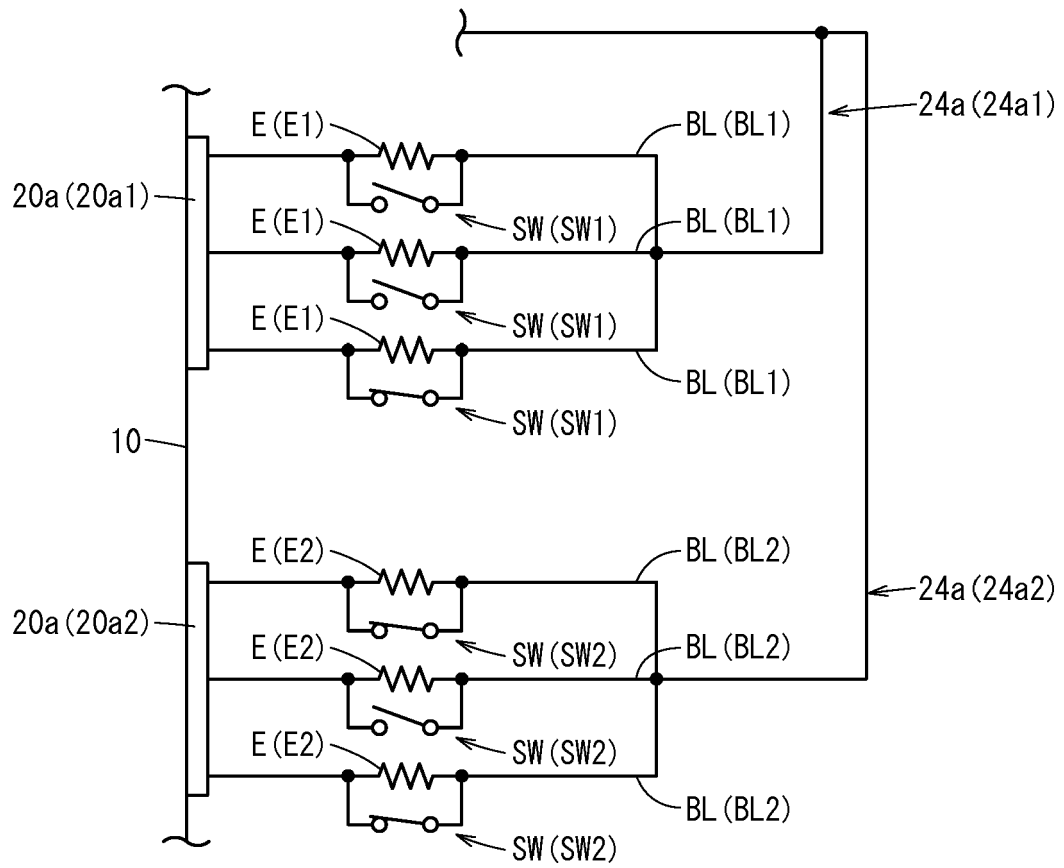 24a(24a1)
E(E1)
BL(BL1)
20a(20a1)
E(E1)
SW(SW1)
BL(BL1)
E(E1)
SW(SW1)
BL(BL1)
SW(SW1)
10
E(E2)
BL(BL2)
24a(24a2)
20a(20a2)
E(E2)
SW(SW2)
BL(BL2)
E(E2)
SW(SW2)
BL(BL2)
SW(SW2)